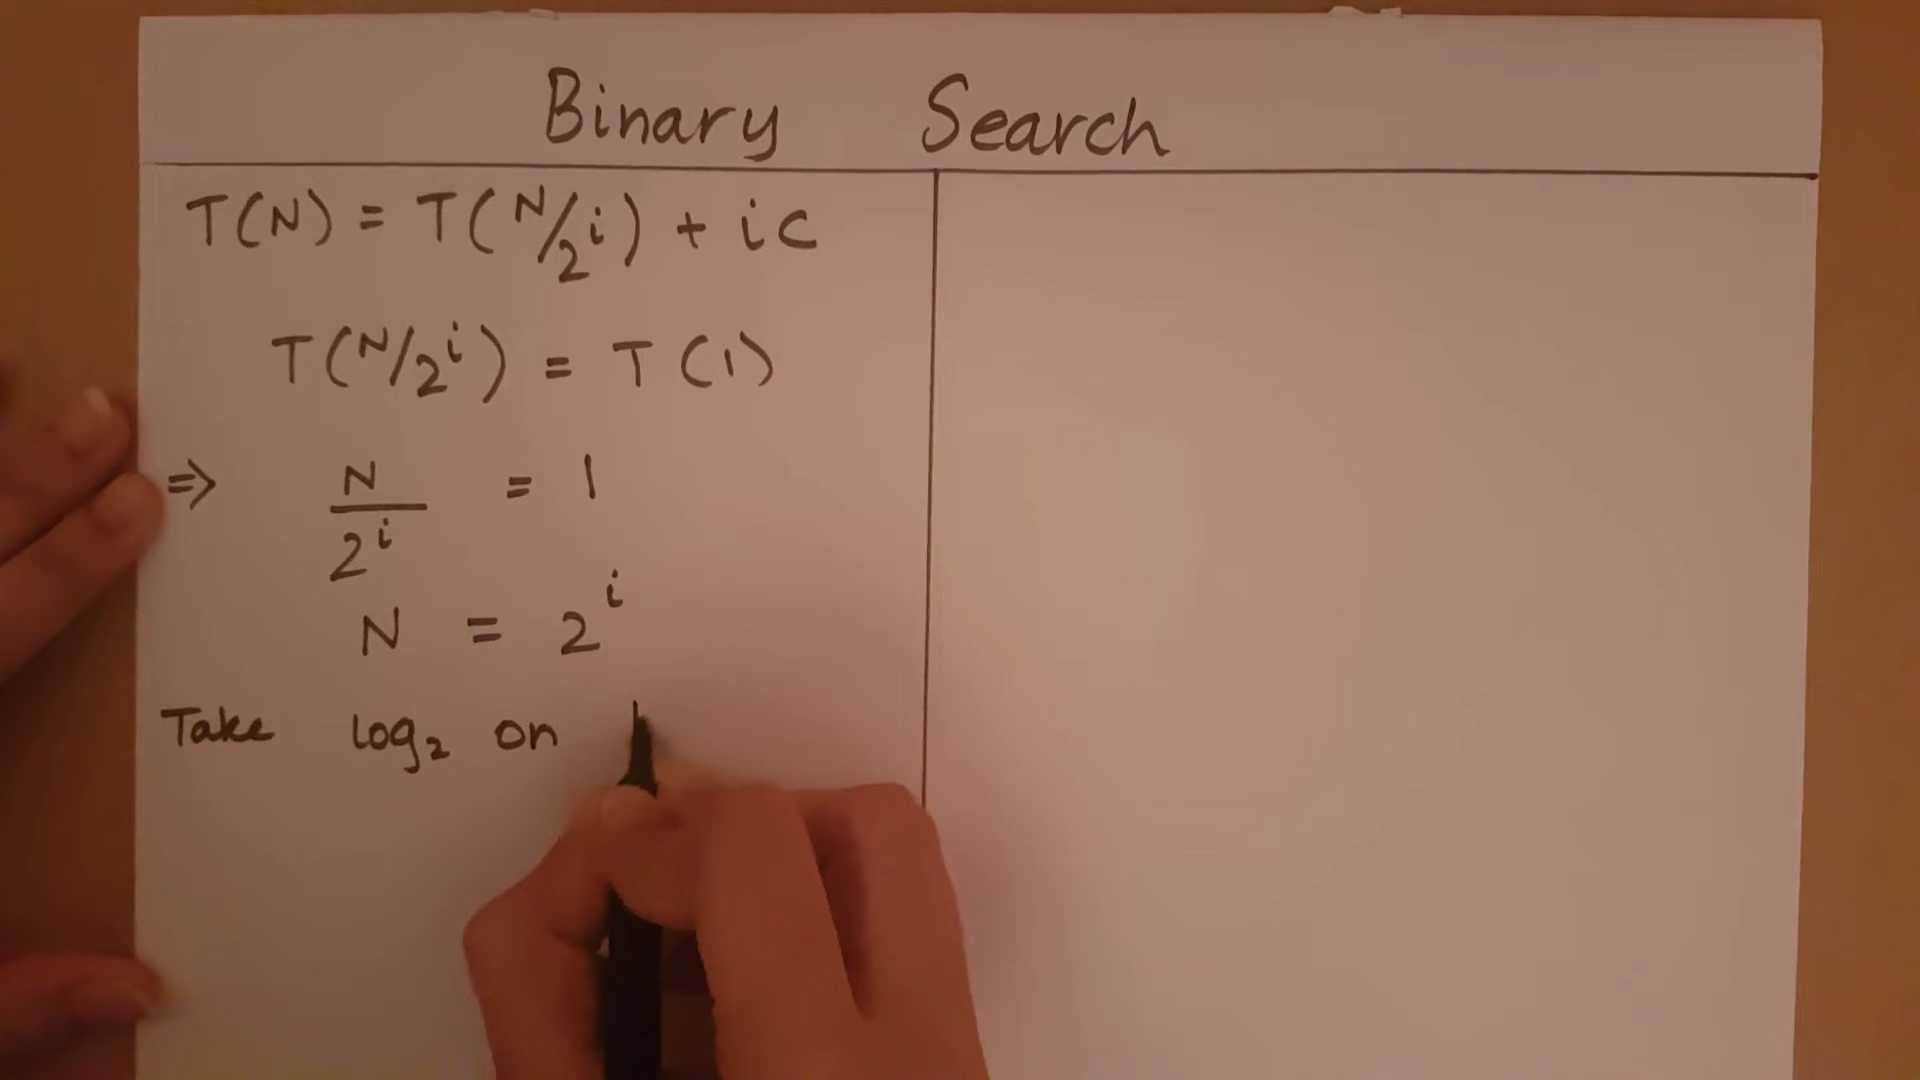 Binary Search
T(N) = T(N/2^i) + ic
T(N/2^i) = T(1)
⇒ N/2^i = 1
N = 2^i
Take log₂ on